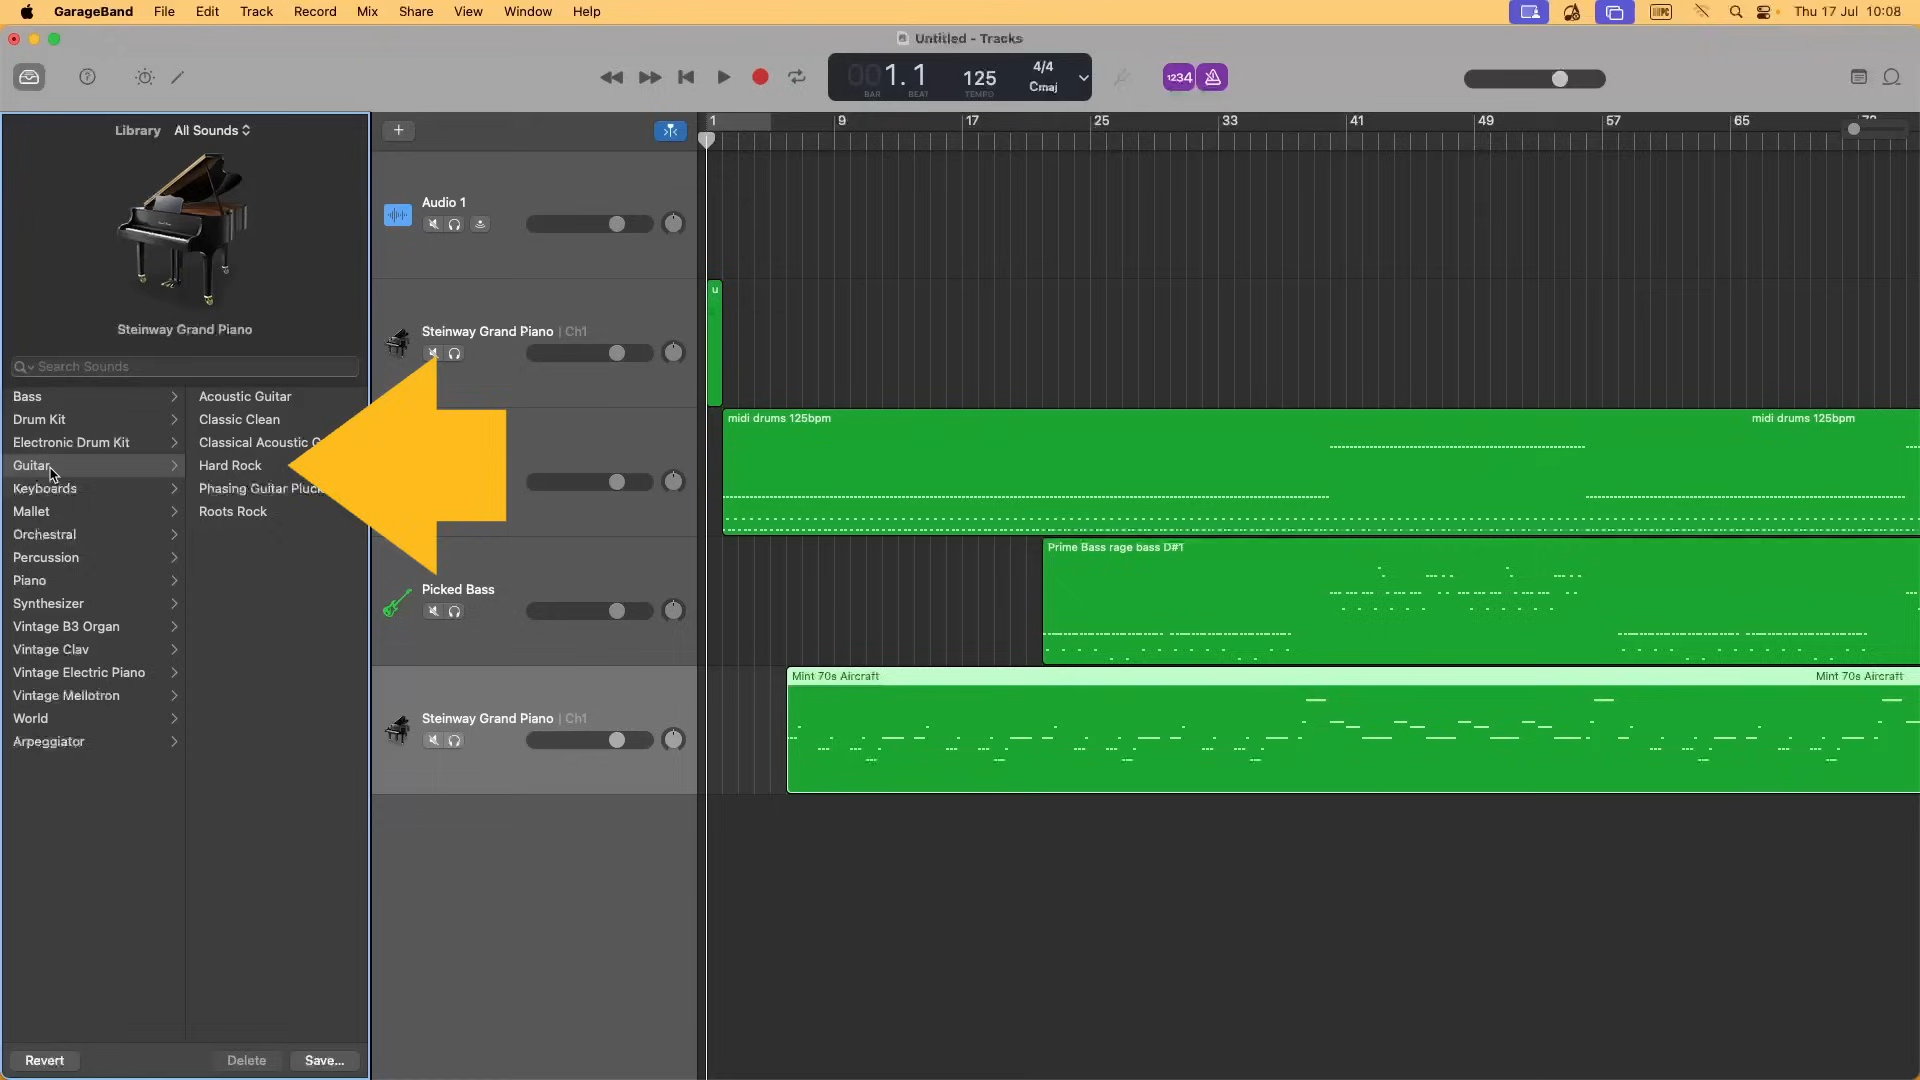 GarageBand File Edit Track Record Mix Share View Window Help Thu 17 Jul 10:08
Untitled - Tracks
001.1 125 4/4
Cmaj
BAR BEAT TEMPO
1234
Library All Sounds
Steinway Grand Piano
Search Sounds
Bass
Drum Kit
Electronic Drum Kit
Guitar
Keyboards
Mallet
Orchestral
Percussion
Piano
Synthesizer
Vintage B3 Organ
Vintage Clav
Vintage Electric Piano
Vintage Mellotron
World
Arpeggiator
Acoustic Guitar
Classic Clean
Classical Acoustic G
Hard Rock
Phasing Guitar Pluck
Roots Rock
Revert Delete Save...
1 9 17 25 33 41 49 57 65
Audio 1
Steinway Grand Piano | Ch1
u
midi drums 125bpm midi drums 125bpm
Picked Bass
Prime Bass rage bass D#1
Steinway Grand Piano | Ch1
Mint 70s Aircraft Mint 70s Aircraft